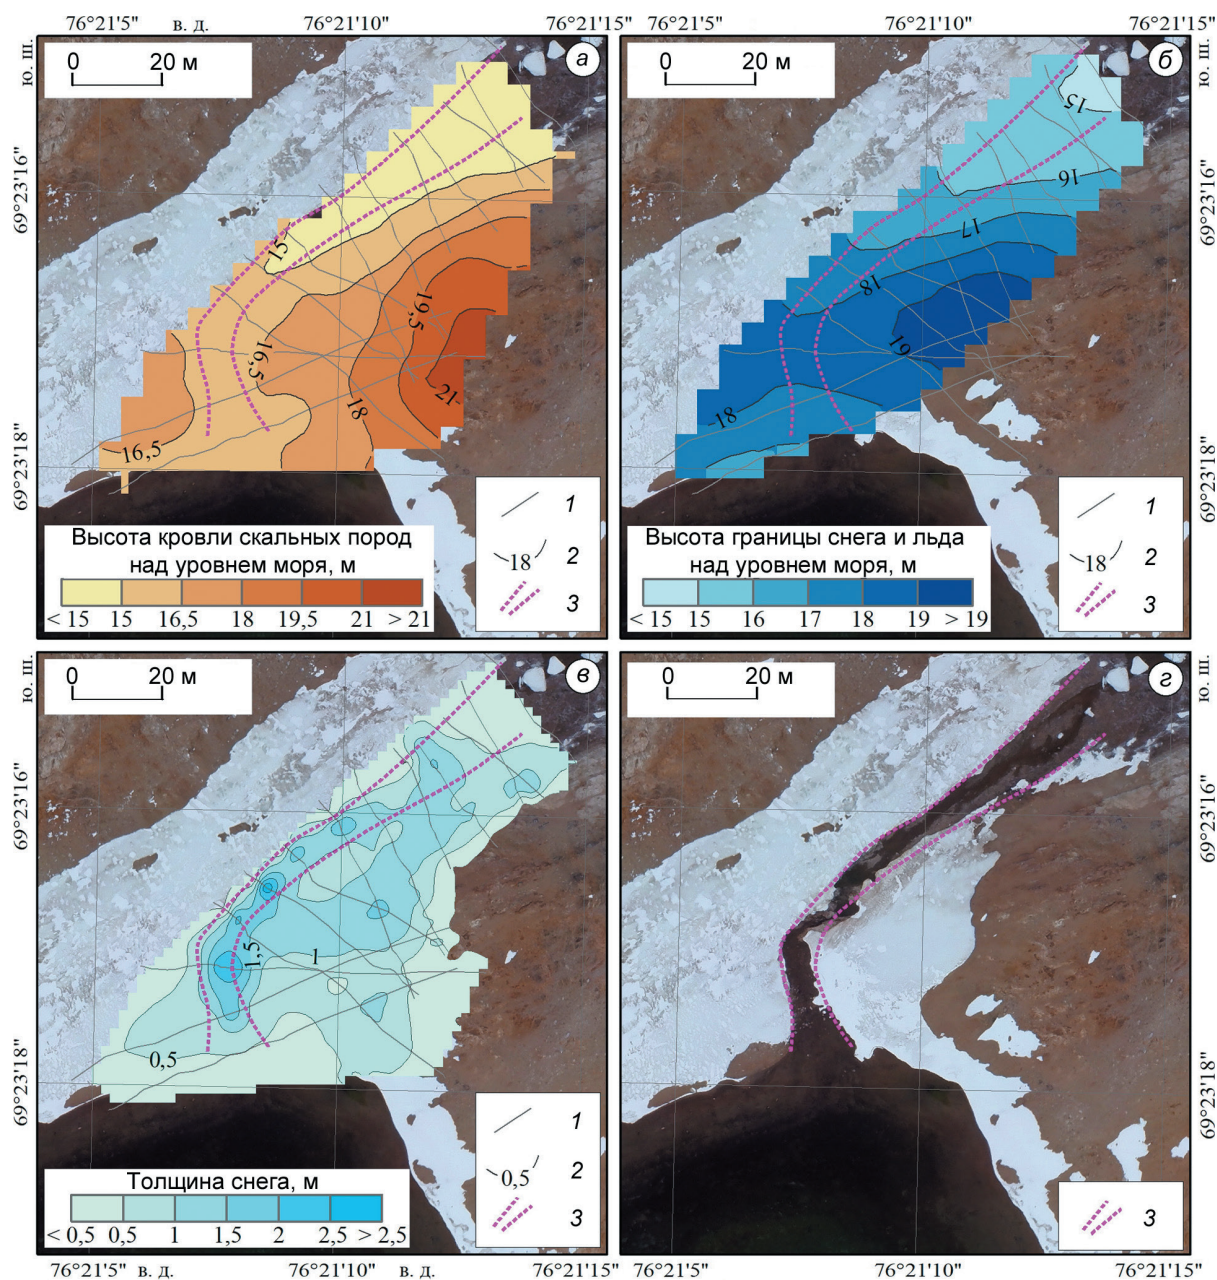 76°21'5" в. д. 76°21'10" 76°21'15" 76°21'5" 76°21'10" 76°21'15"
ю. ш.
69°23'16"
69°23'18"
0 20 м
а
15
16,5
16,5
18
19,5
21
Высота кровли скальных пород
над уровнем моря, м
< 15 15 16,5 18 19,5 21 > 21
1
18 2
3
0 20 м
б
15
16
17
18
19
18
Высота границы снега и льда
над уровнем моря, м
< 15 15 16 17 18 19 > 19
1
18 2
3
ю. ш.
69°23'16"
69°23'18"
ю. ш.
69°23'16"
69°23'18"
0 20 м
в
1,5
1
0,5
Толщина снега, м
< 0,5 0,5 1 1,5 2 2,5 > 2,5
1
0,5 2
3
0 20 м
г
3
ю. ш.
69°23'16"
69°23'18"
76°21'5" в. д. 76°21'10" в. д. 76°21'15" 76°21'5" 76°21'10" 76°21'15"